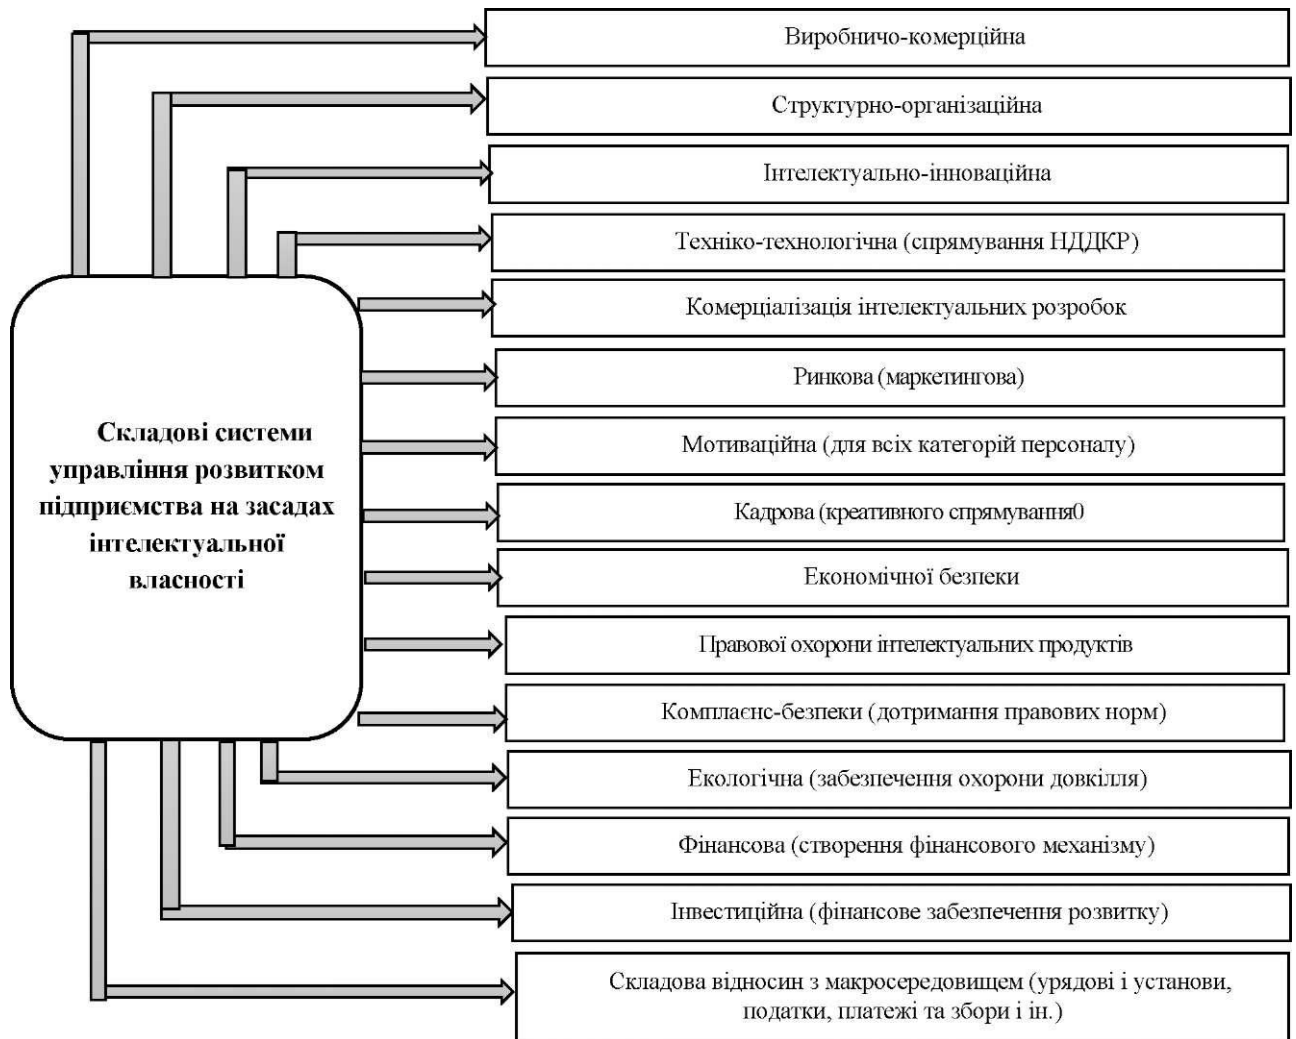 Виробничо-комерційна
Структурно-організаційна
Інтелектуально-інноваційна
Техніко-технологічна (спрямування НДДКР)
Комерціалізація інтелектуальних розробок
Ринкова (маркетингова)
Мотиваційна (для всіх категорій персоналу)
Кадрова (креативного спрямування0
Економічної безпеки
Правової охорони інтелектуальних продуктів
Комплаєнс-безпеки (дотримання правових норм)
Екологічна (забезпечення охорони довкілля)
Фінансова (створення фінансового механізму)
Інвестиційна (фінансове забезпечення розвитку)
Складова відносин з макросередовищем (урядові і установи,
податки, платежі та збори і ін.)
Складові системи
управління розвитком
підприємства на засадах
інтелектуальної
власності